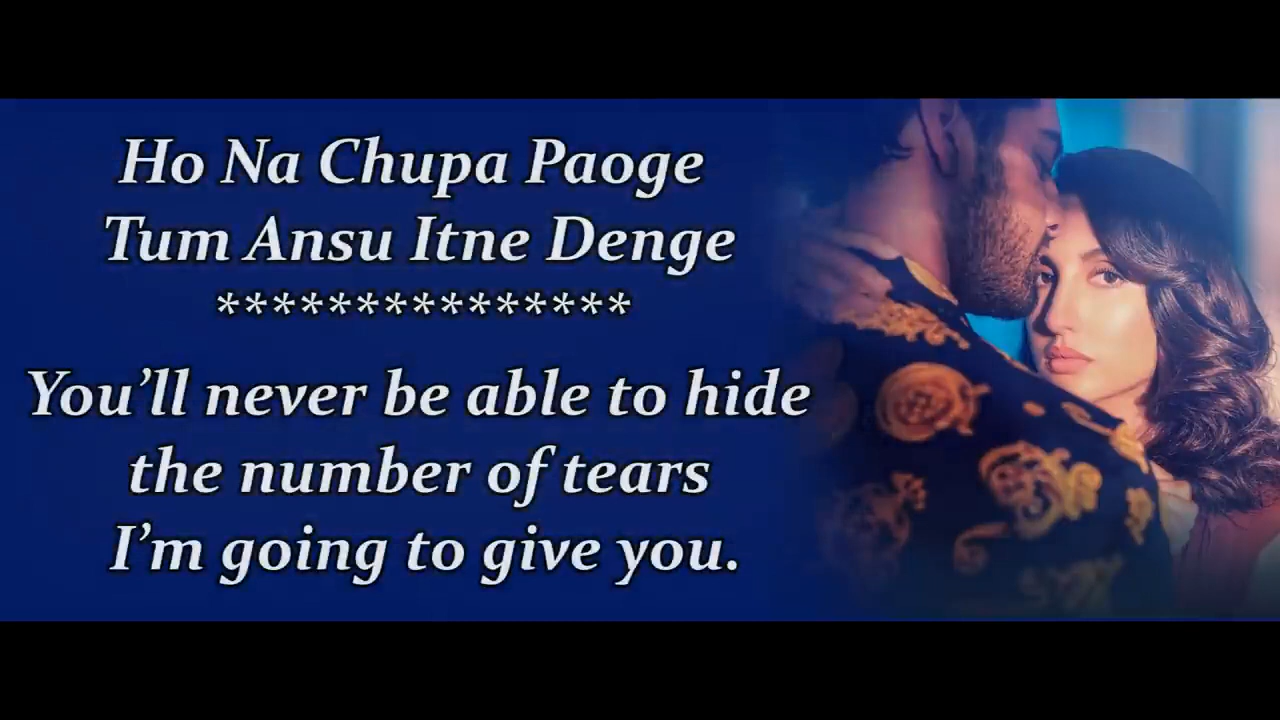 Ho Na Chupa Paoge
Tum Ansu Itne Denge
***************
You’ll never be able to hide
the number of tears
I’m going to give you.